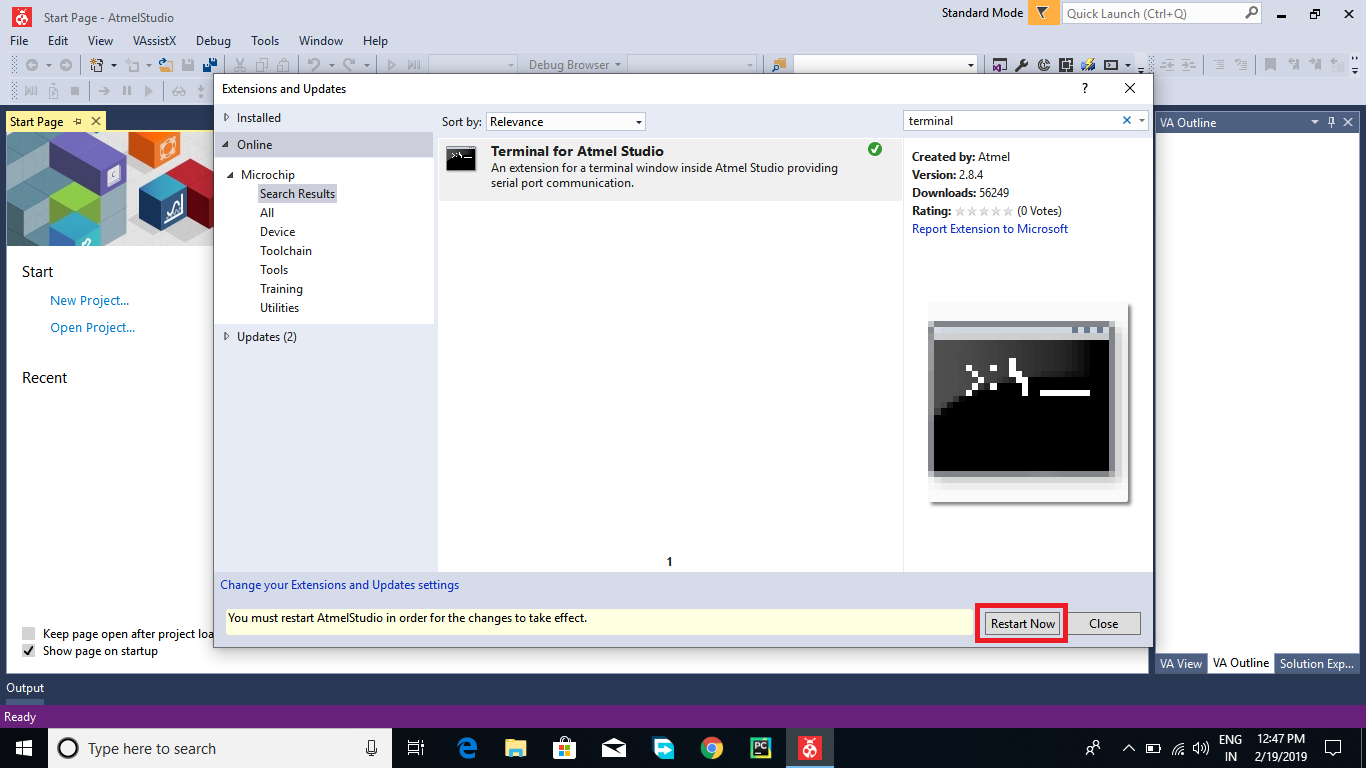 Start Page - AtmelStudio
Standard Mode
Quick Launch (Ctrl+Q)
File Edit View VAssistX Debug Tools Window Help
Debug Browser
Start Page
Extensions and Updates
?
Installed
Online
Microchip
Search Results
All
Device
Toolchain
Tools
Training
Utilities
Updates (2)
Sort by: Relevance
terminal
Terminal for Atmel Studio
An extension for a terminal window inside Atmel Studio providing
serial port communication.
1
Created by: Atmel
Version: 2.8.4
Downloads: 56249
Rating: (0 Votes)
Report Extension to Microsoft
Change your Extensions and Updates settings
You must restart AtmelStudio in order for the changes to take effect.
Restart Now
Close
Start
New Project...
Open Project...
Recent
Keep page open after project loa
Show page on startup
VA Outline
VA View VA Outline Solution Exp...
Output
Ready
Type here to search
PC
ENG
IN
12:47 PM
2/19/2019